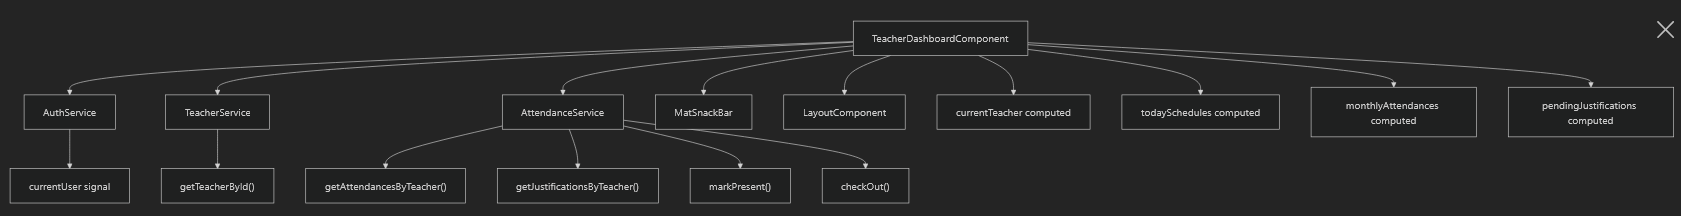 TeacherDashboardComponent
AuthService
TeacherService
AttendanceService
MatSnackBar
LayoutComponent
currentTeacher computed
todaySchedules computed
monthlyAttendances
computed
pendingJustifications
computed
currentUser signal
getTeacherById()
getAttendancesByTeacher()
getJustificationsByTeacher()
markPresent()
checkOut()